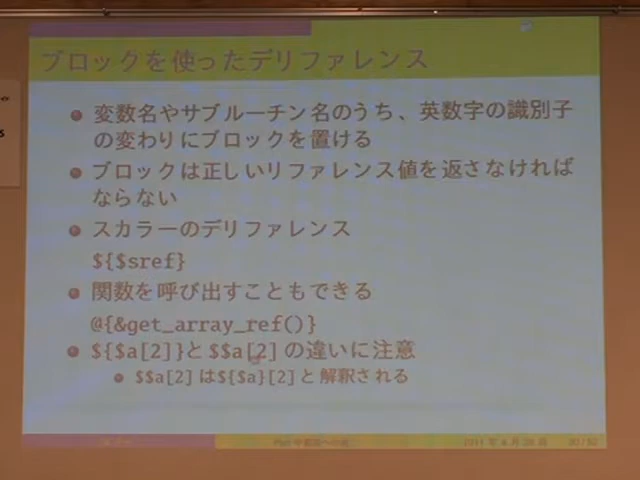 ブロックを使ったデリファレンス
変数名やサブルーチン名のうち、英数字の識別子
の変わりにブロックを置ける
ブロックは正しいリファレンス値を返さなければ
ならない
スカラーのデリファレンス
${$sref}
関数を呼び出すこともできる
@{&get_array_ref()}
${$a[2]}と$$a[2]の違いに注意
$$a[2]は${$a}[2]と解釈される